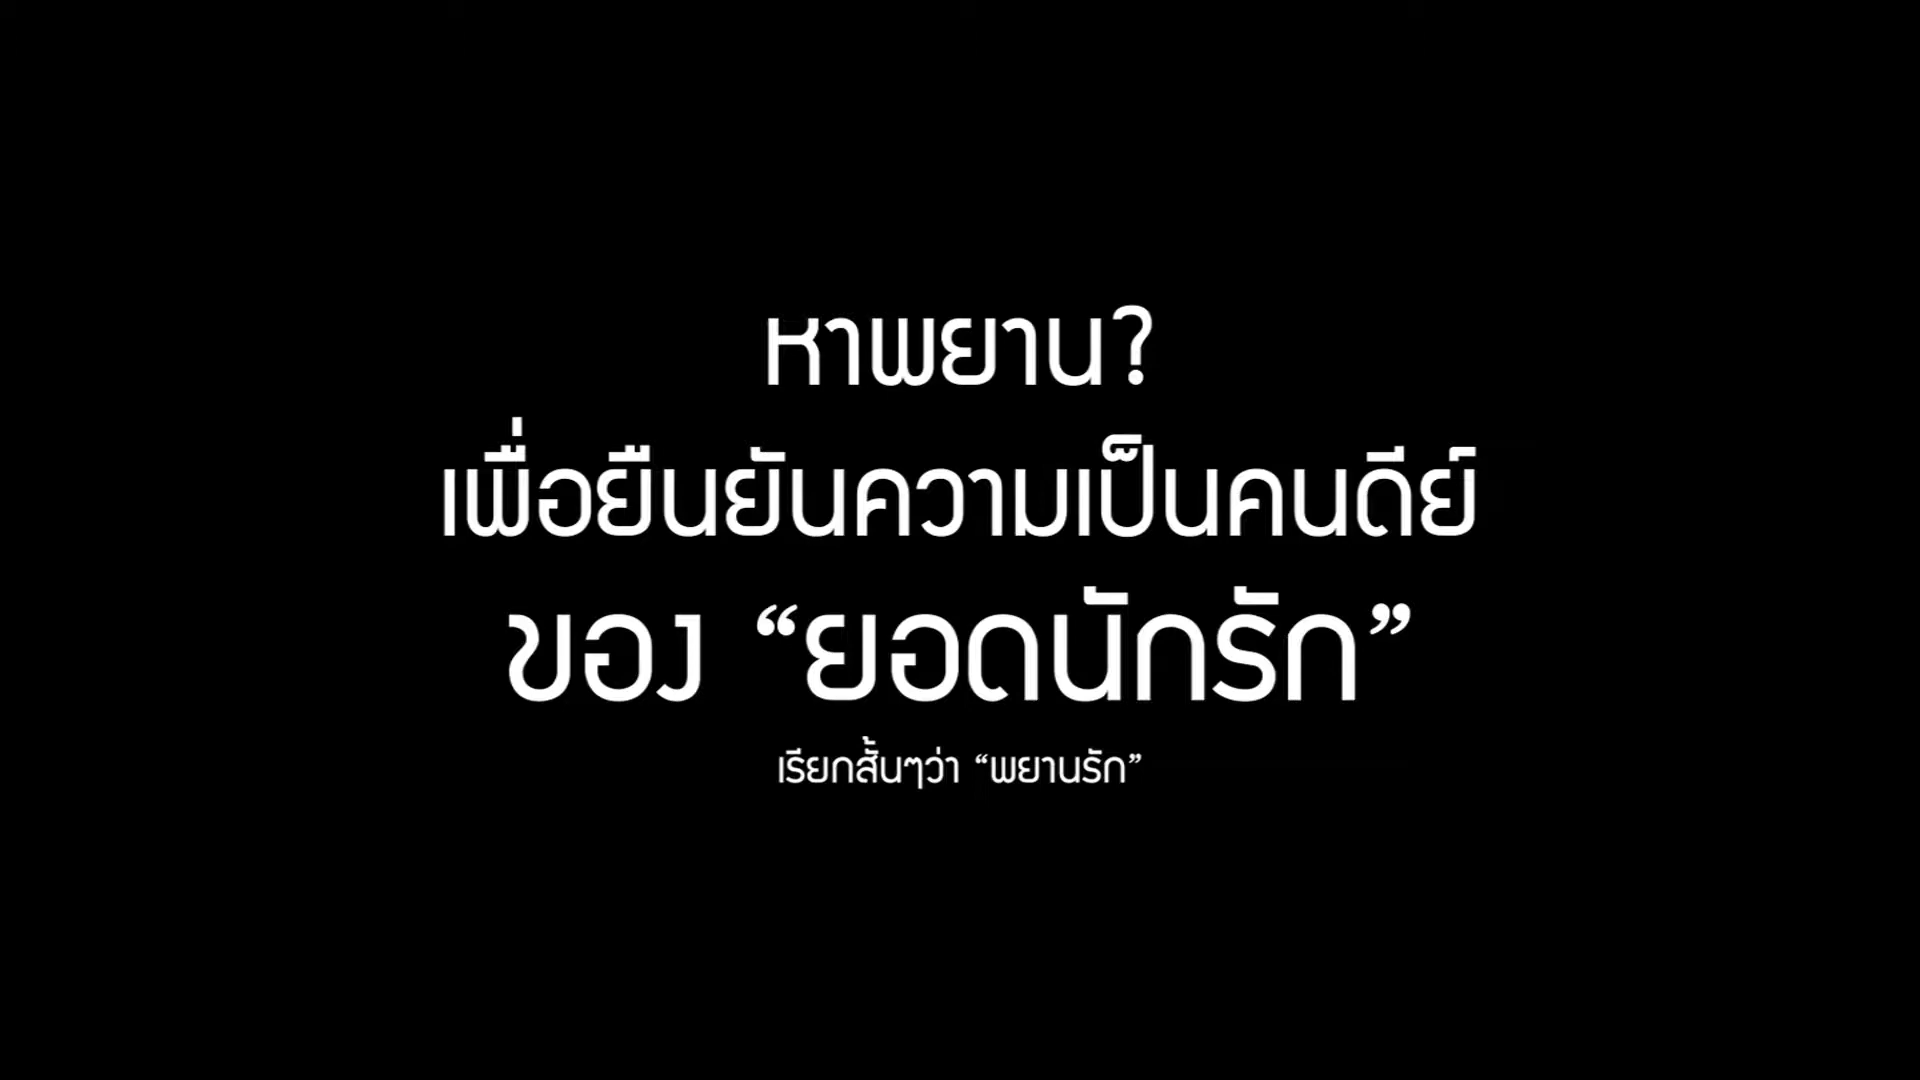 หาพยาน?
เพื่อยืนยันความเป็นคนดีย์
ของ “ยอดนักรัก”
เรียกสั้นๆว่า “พยานรัก”